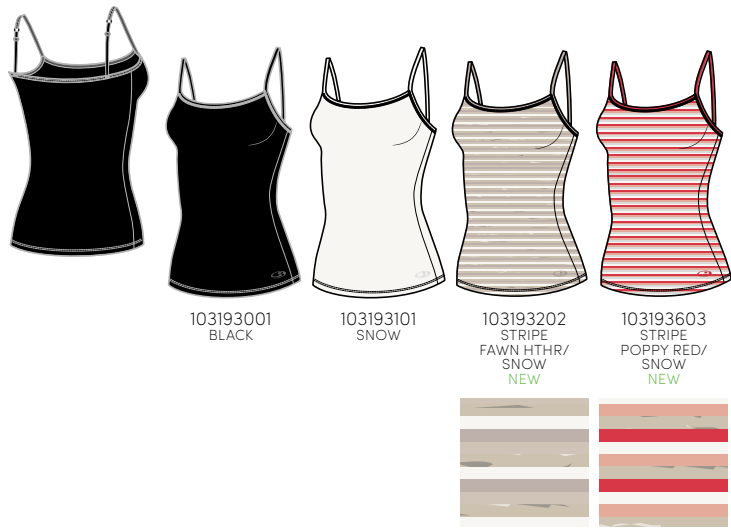 103193001
BLACK
103193101
SNOW
103193202
STRIPE
FAWN HTHR/
SNOW
NEW
103193603
STRIPE
POPPY RED/
SNOW
NEW